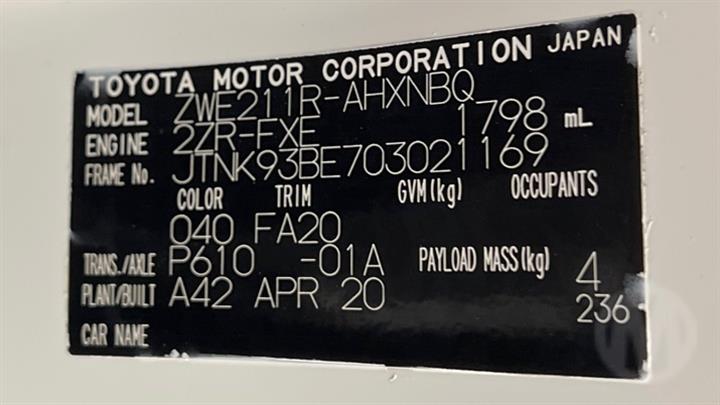 TOYOTA MOTOR CORPORATION JAPAN
MODEL ZWE211R-AHXNBQ
ENGINE 2ZR-FXE 1798 mL
FRAME No. JTNK93BE703021169
COLOR TRIM GVM(kg) OCCUPANTS
040 FA20
TRANS./AXLE P610 -01A PAYLOAD MASS(kg) 4
PLANT/BUILT A42 APR 20 236
CAR NAME
M